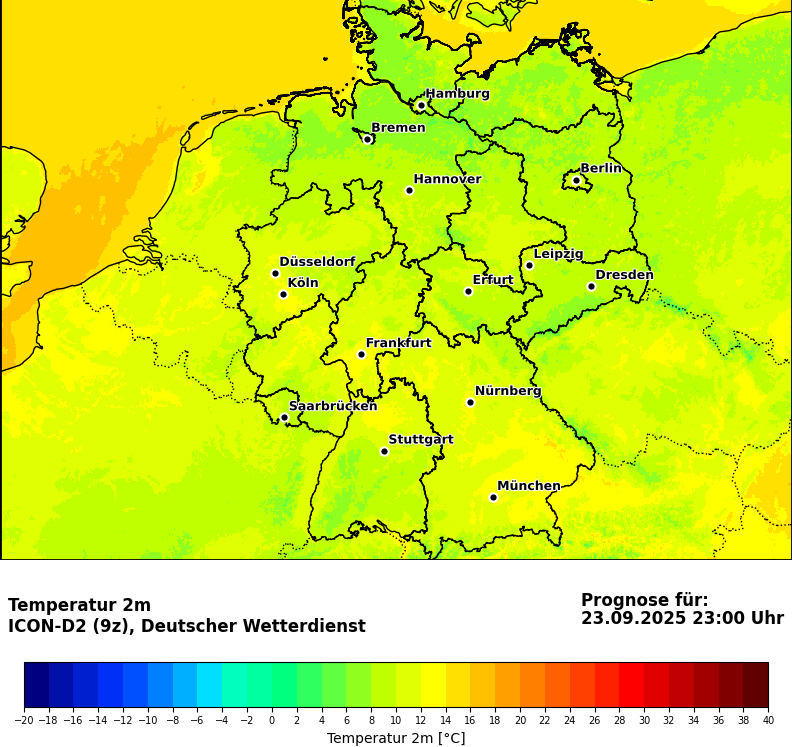 Hamburg
Bremen
Berlin
Hannover
Leipzig
Düsseldorf
Dresden
Erfurt
Köln
Frankfurt
Nürnberg
Saarbrücken
Stuttgart
München
Temperatur 2m
ICON-D2 (9z), Deutscher Wetterdienst
Prognose für:
23.09.2025 23:00 Uhr
−20 −18 −16 −14 −12 −10 −8 −6 −4 −2 0 2 4 6 8 10 12 14 16 18 20 22 24 26 28 30 32 34 36 38 40
Temperatur 2m [°C]